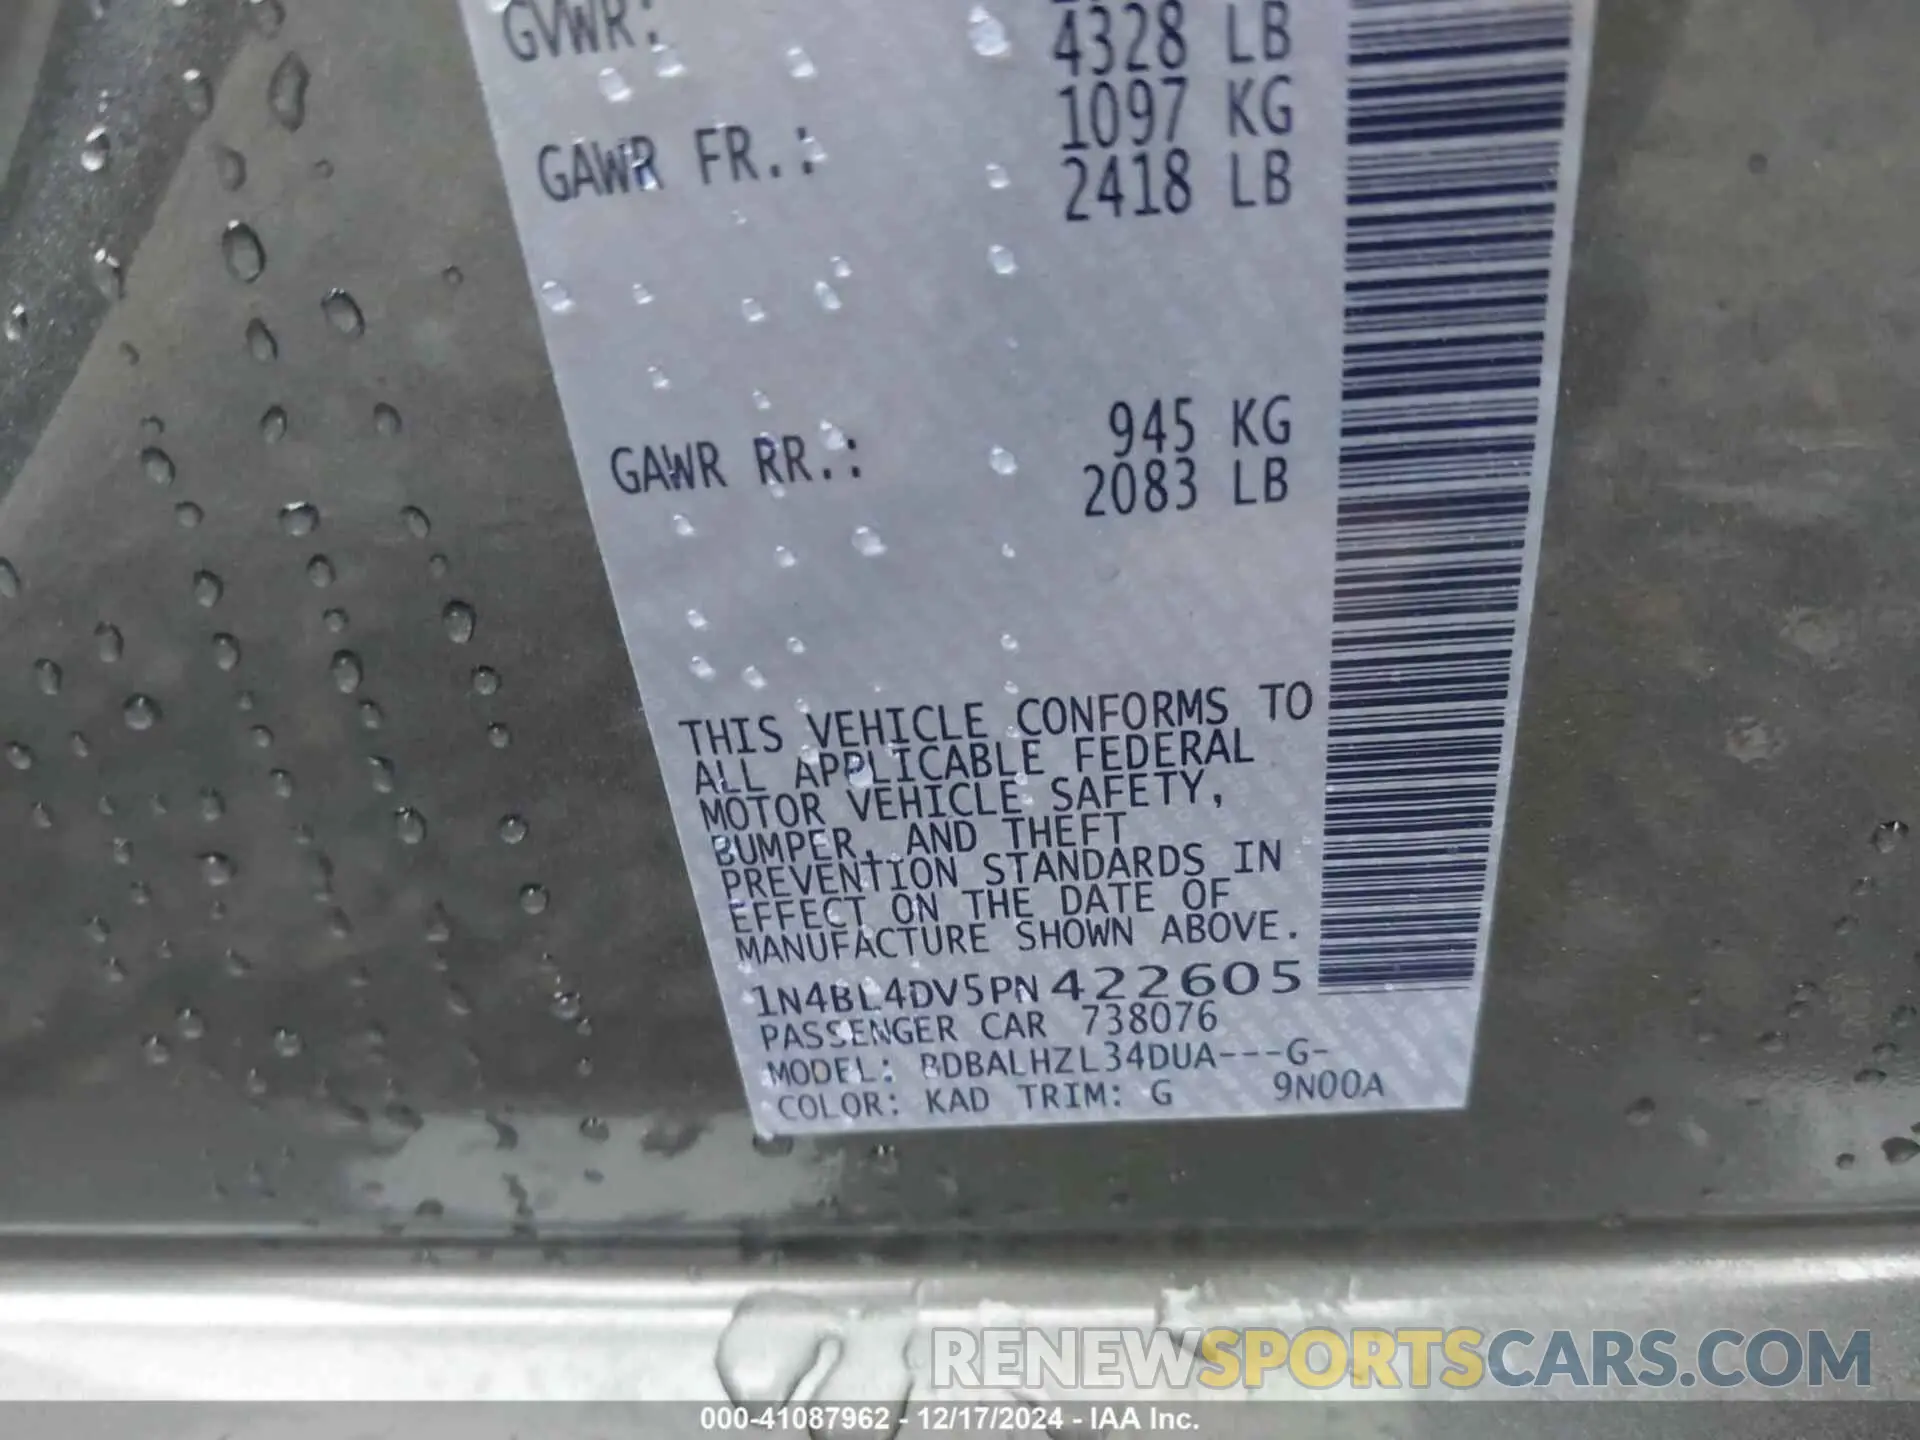 GVWR:
4328 LB
GAWR FR.: 1097 KG
2418 LB
GAWR RR.: 945 KG
2083 LB
THIS VEHICLE CONFORMS TO
ALL APPLICABLE FEDERAL
MOTOR VEHICLE SAFETY,
BUMPER, AND THEFT
PREVENTION STANDARDS IN
EFFECT ON THE DATE OF
MANUFACTURE SHOWN ABOVE.
1N4BL4DV5PN422605
PASSENGER CAR 738076
MODEL: BDBALHZL34DUA---G-
COLOR: KAD TRIM: G 9N00A
RENEWSPORTSCARS.COM
000-41087962 - 12/17/2024 - IAA Inc.